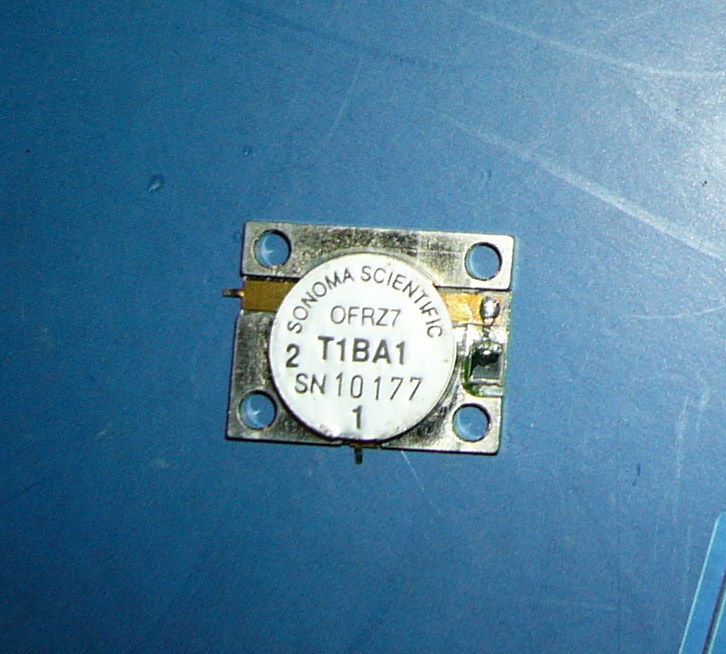 SONOMA SCIENTIFIC
OFRZ7
2 T1BA1
SN 10177
1